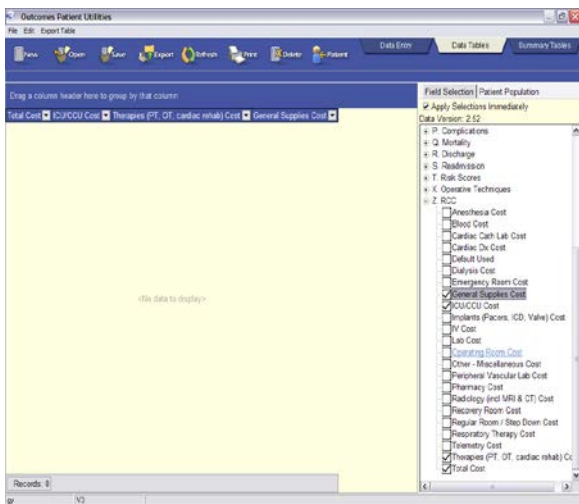 Outcomes Patient Utilities
File Edit Export Table
New Open Save Export Refresh Print Delete Patient
Data Entry Data Tables Summary Tables
Drag a column header here to group by that column
Total Cost ICU/CCU Cost Therapies (PT, OT, cardiac rehab) Cost General Supplies Cost
<No data to display>
Records: 0
V3
Field Selection Patient Population
Apply Selections Immediately
Data Version: 2.52
P. Complications
Q. Mortality
R. Discharge
S. Readmission
T. Risk Scores
X. Operative Techniques
Z. RCC
Anesthesia Cost
Blood Cost
Cardiac Cath Lab Cost
Cardiac Dx Cost
Default Used
Dialysis Cost
Emergency Room Cost
General Supplies Cost
ICU/CCU Cost
Implants (Pacers, ICD, Valve) Cost
IV Cost
Lab Cost
Operating Room Cost
Other - Miscellaneous Cost
Peripheral Vascular Lab Cost
Pharmacy Cost
Radiology (incl MRI & CT) Cost
Recovery Room Cost
Regular Room / Step Down Cost
Respiratory Therapy Cost
Telemetry Cost
Therapies (PT, OT, cardiac rehab) Co
Total Cost